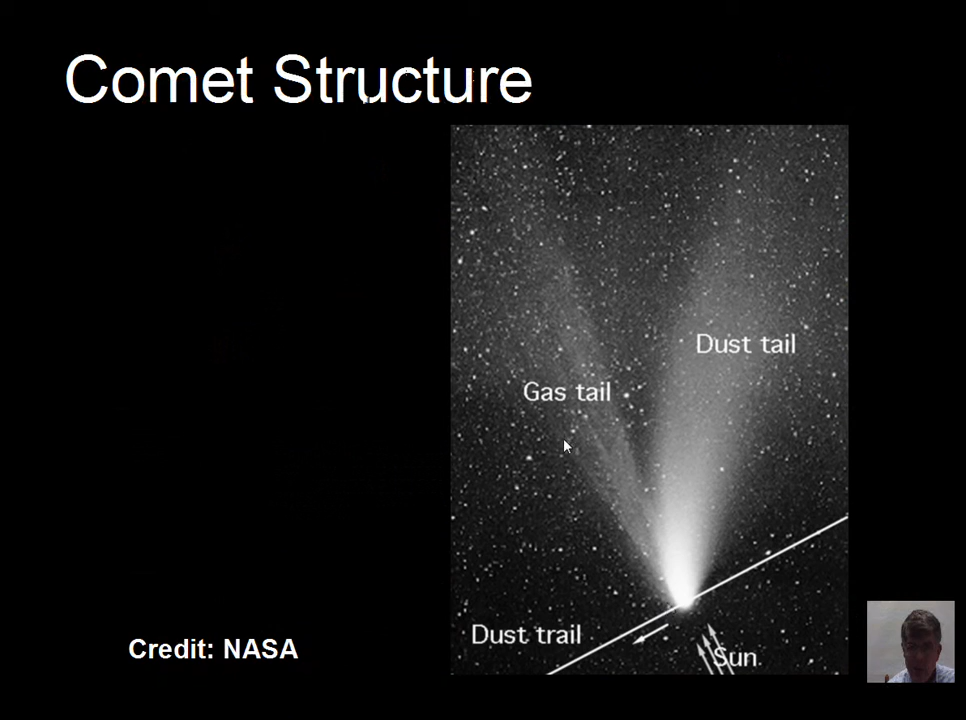 Comet Structure
Dust tail
Gas tail
Dust trail
Sun
Credit: NASA